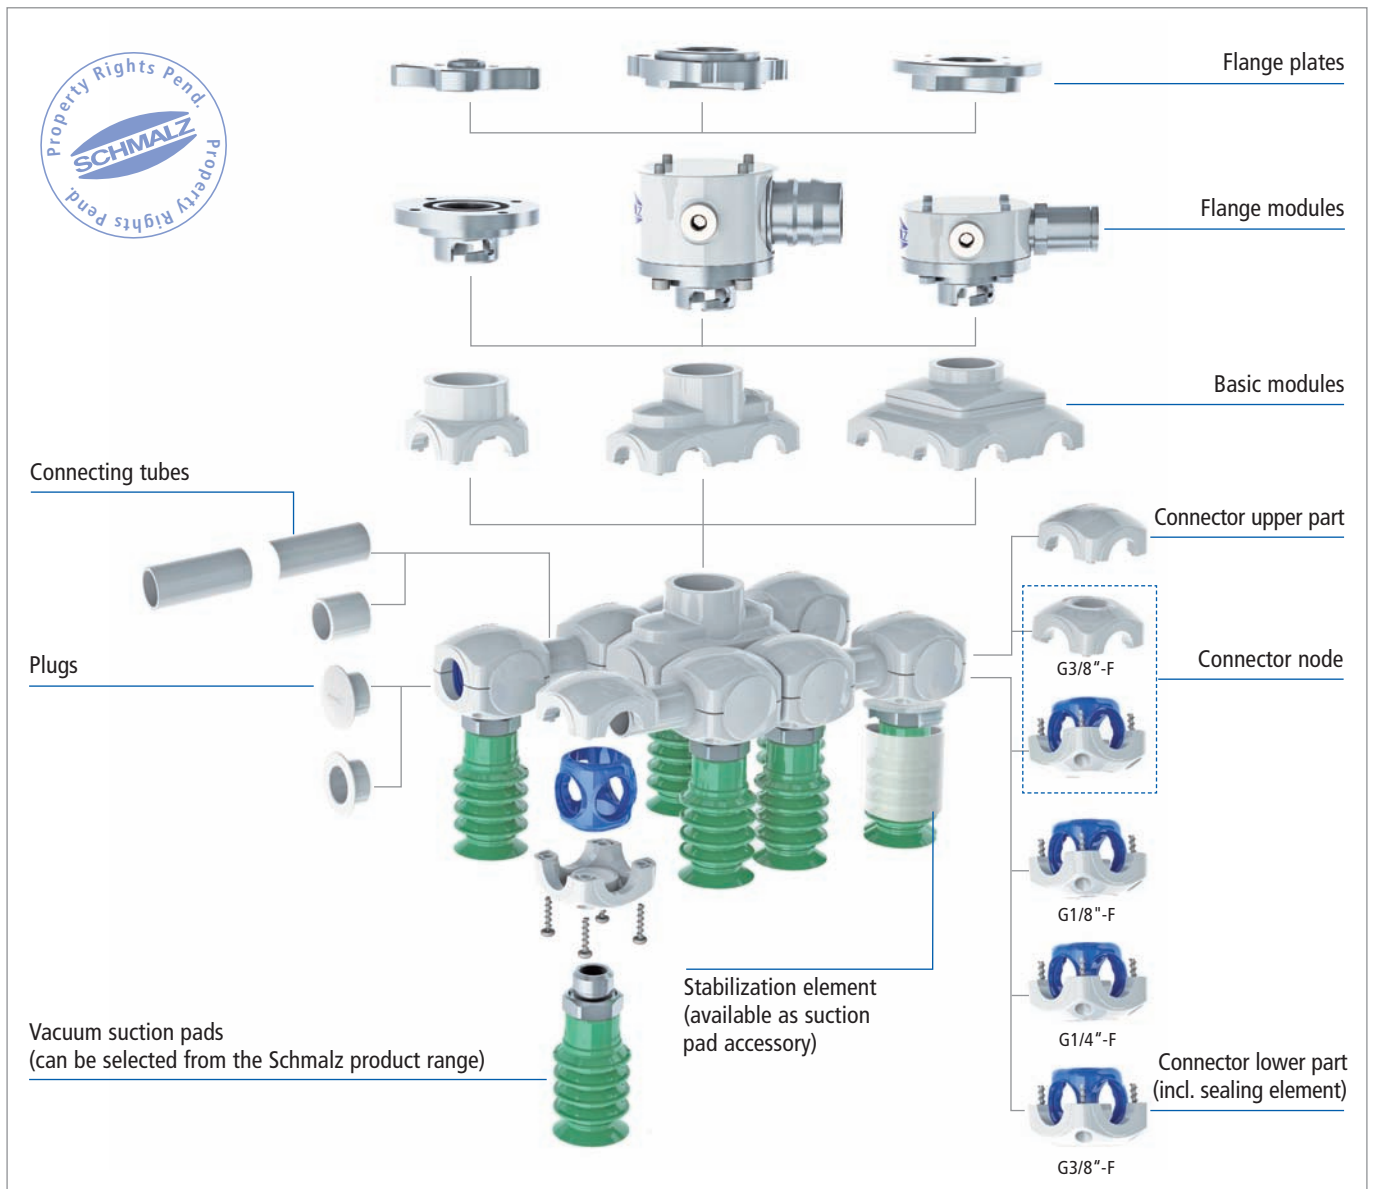 Property Rights Pend.
SCHMALZ
Property Rights Pend.
Flange plates
Flange modules
Basic modules
Connecting tubes
Connector upper part
G3/8“-F
Connector node
Plugs
G1/8"-F
G1/4“-F
Stabilization element
(available as suction
pad accessory)
Vacuum suction pads
(can be selected from the Schmalz product range)
Connector lower part
(incl. sealing element)
G3/8“-F